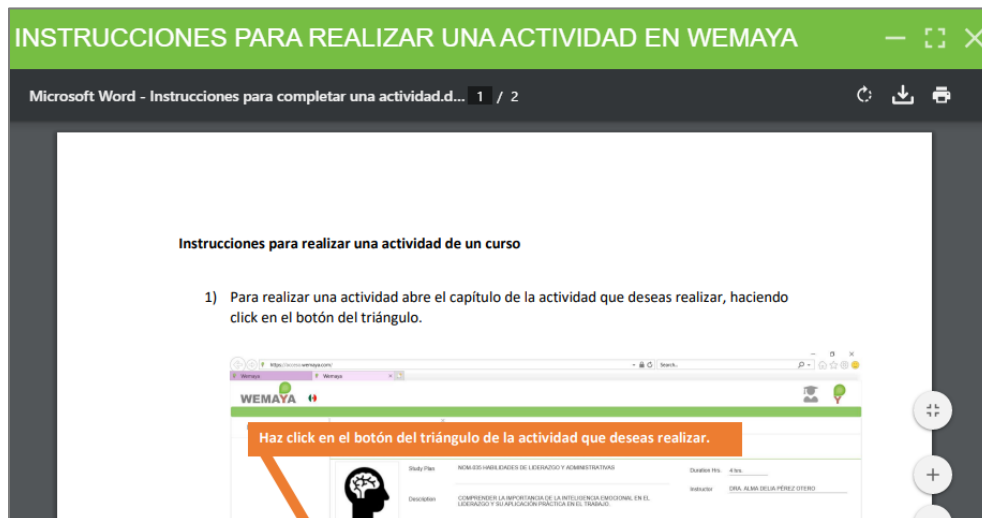 INSTRUCCIONES PARA REALIZAR UNA ACTIVIDAD EN WEMAYA
Microsoft Word - Instrucciones para completar una actividad.d... 1 / 2
Instrucciones para realizar una actividad de un curso
1) Para realizar una actividad abre el capítulo de la actividad que deseas realizar, haciendo
click en el botón del triángulo.
Search...
Wemaya Wemaya
WEMAYA
Haz click en el botón del triángulo de la actividad que deseas realizar.
Study Plan NOM-035 HABILIDADES DE LIDERAZGO Y ADMINISTRATIVAS Duration Hrs. 4 hrs.
Instructor DRA. ALMA DELIA PÉREZ OTERO
Description COMPRENDER LA IMPORTANCIA DE LA INTELIGENCIA EMOCIONAL EN EL
LIDERAZGO Y SU APLICACIÓN PRÁCTICA EN EL TRABAJO.